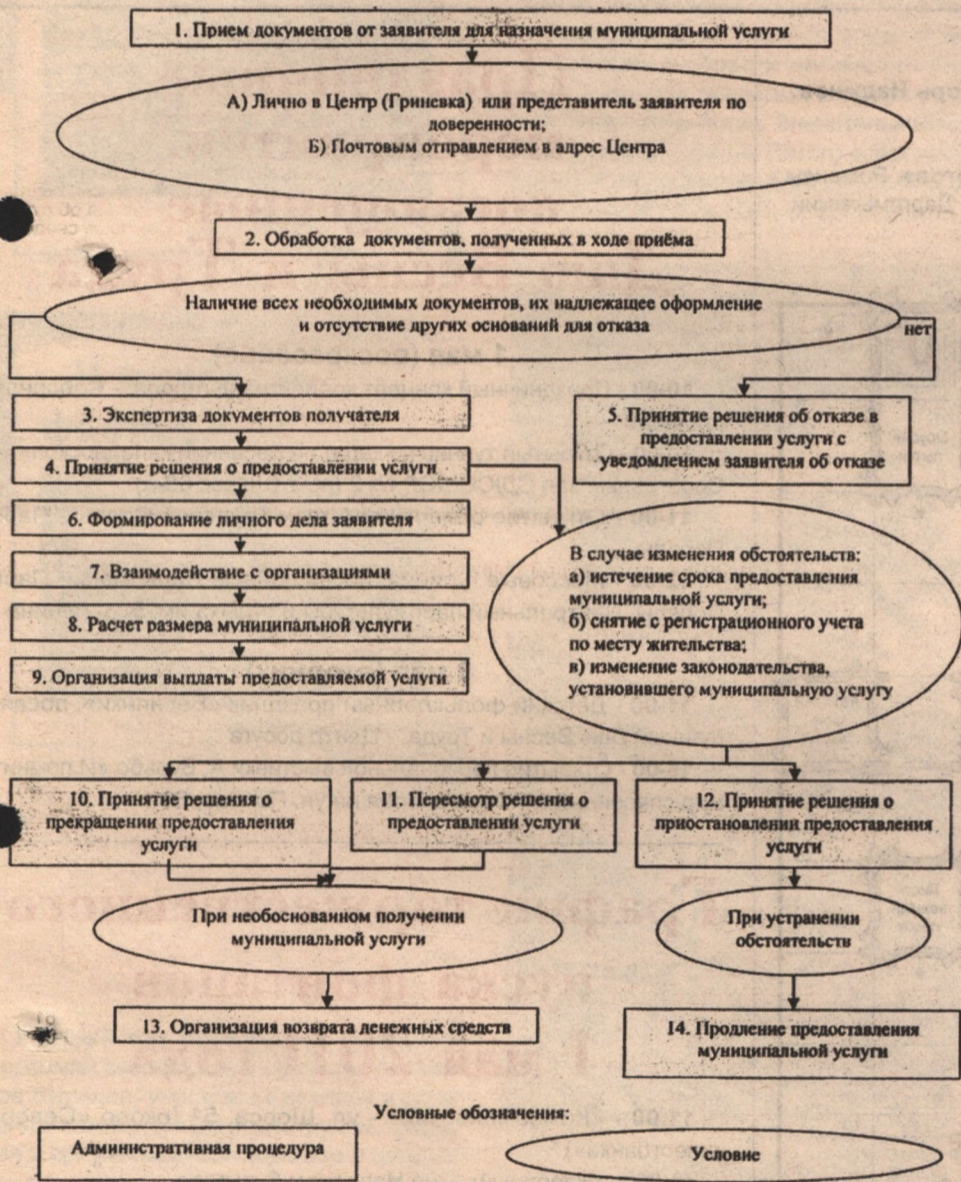 1. Прием документов от заявителя для назначения муниципальной услуги
А) Лично в Центр (Гриневка) или представитель заявителя по
доверенности;
Б) Почтовым отправлением в адрес Центра
2. Обработка документов, полученных в ходе приёма
Наличие всех необходимых документов, их надлежащее оформление
и отсутствие других оснований для отказа
нет
3. Экспертиза документов получателя
5. Принятие решения об отказе в
предоставлении услуги с
уведомлением заявителя об отказе
4. Принятие решения о предоставлении услуги
6. Формирование личного дела заявителя
7. Взаимодействие с организациями
8. Расчет размера муниципальной услуги
9. Организация выплаты предоставляемой услуги
В случае изменения обстоятельств:
а) истечение срока предоставления
муниципальной услуги;
б) снятие с регистрационного учета
по месту жительства;
в) изменение законодательства,
установившего муниципальную услугу
10. Принятие решения о
прекращении предоставления
услуги
11. Пересмотр решения о
предоставлении услуги
12. Принятие решения о
приостановлении предоставления
услуги
При необоснованном получении
муниципальной услуги
При устранении
обстоятельств
13. Организация возврата денежных средств
14. Продление предоставления
муниципальной услуги
Условные обозначения:
Административная процедура
Условие